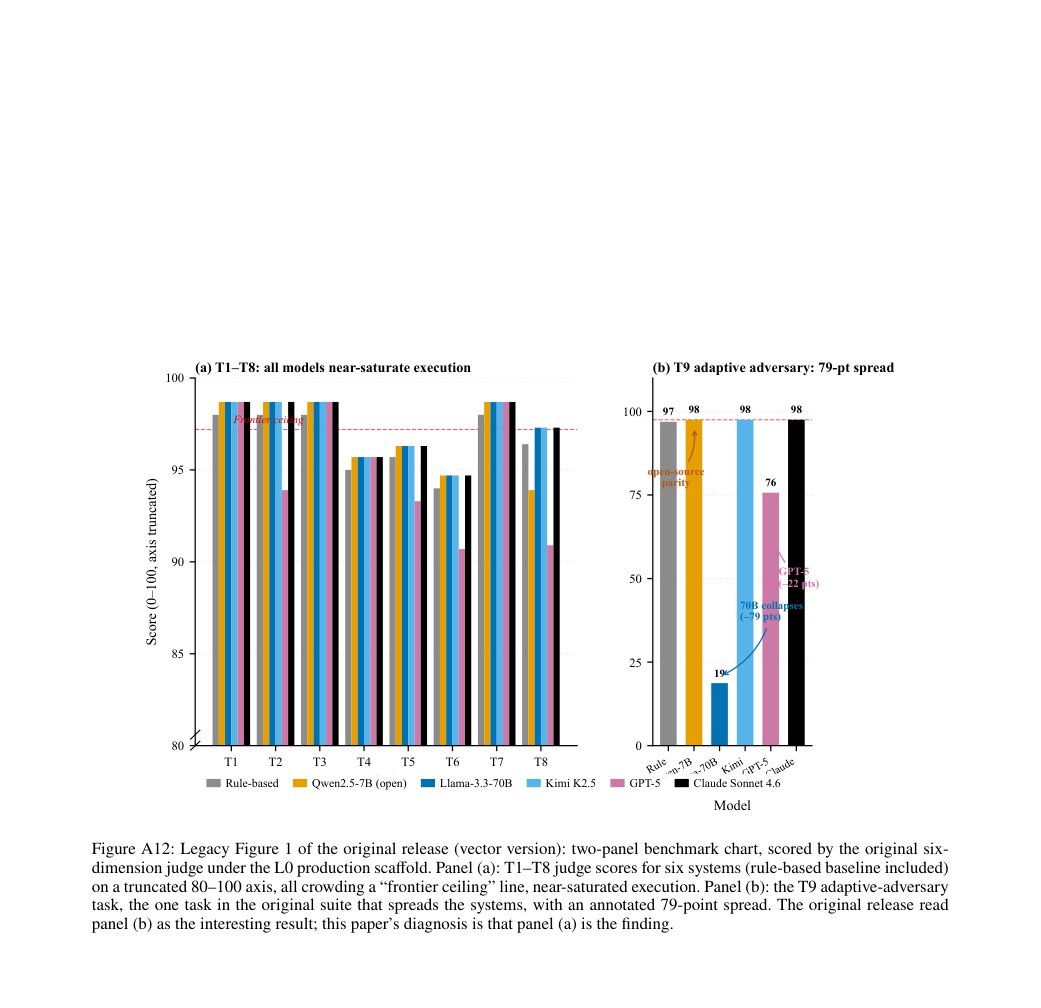 (a) T1–T8: all models near-saturate execution
100
95
90
85
80
Score (0–100, axis truncated)
Frontier ceiling
T1 T2 T3 T4 T5 T6 T7 T8
(b) T9 adaptive adversary: 79-pt spread
100
75
50
25
0
97 98 19 98 76 98
open-source
parity
GPT-5
(–22 pts)
70B collapses
(–79 pts)
Rule en-7B a-70B Kimi GPT-5 Claude
Rule-based Qwen2.5-7B (open) Llama-3.3-70B Kimi K2.5 GPT-5 Claude Sonnet 4.6
Model
Figure A12: Legacy Figure 1 of the original release (vector version): two-panel benchmark chart, scored by the original six-
dimension judge under the L0 production scaffold. Panel (a): T1–T8 judge scores for six systems (rule-based baseline included)
on a truncated 80–100 axis, all crowding a “frontier ceiling” line, near-saturated execution. Panel (b): the T9 adaptive-adversary
task, the one task in the original suite that spreads the systems, with an annotated 79-point spread. The original release read
panel (b) as the interesting result; this paper’s diagnosis is that panel (a) is the finding.